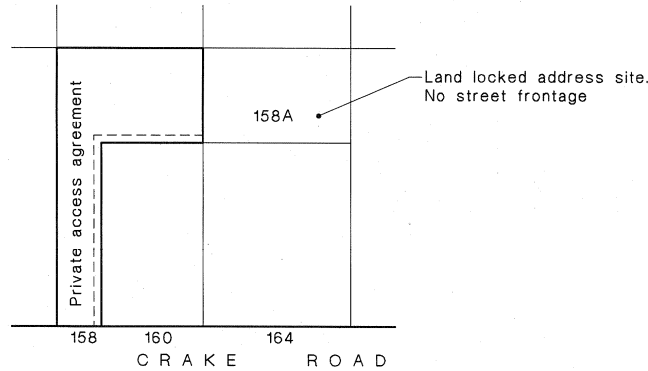 Land locked address site.
No street frontage
158A
Private access agreement
158 160 164
CRAKE ROAD